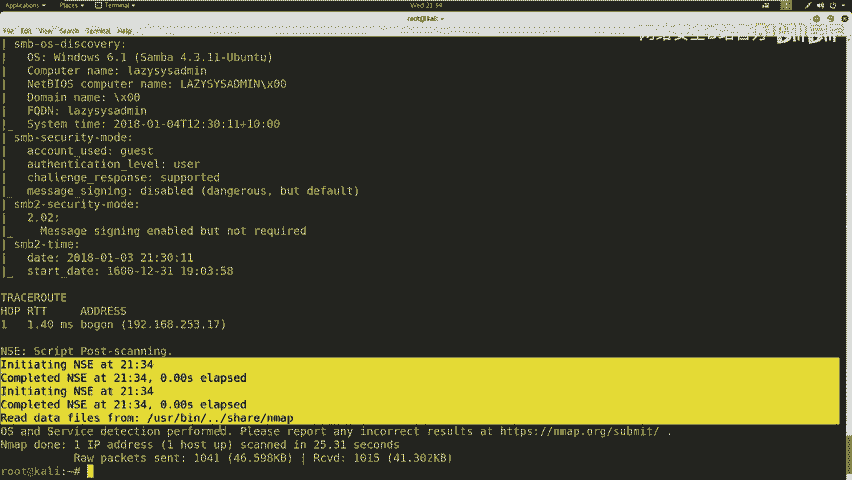 Applications ▾ Places ▾ Terminal ▾ Wed 21:34
root@kali: ~
File Edit View Search Terminal Help
| smb-os-discovery:
|   OS: Windows 6.1 (Samba 4.3.11-Ubuntu)
|   Computer name: lazysysadmin
|   NetBIOS computer name: LAZYSYSADMIN\x00
|   Domain name: \x00
|   FQDN: lazysysadmin
|_  System time: 2018-01-04T12:30:11+10:00
| smb-security-mode:
|   account_used: guest
|   authentication_level: user
|   challenge_response: supported
|_  message_signing: disabled (dangerous, but default)
| smb2-security-mode:
|   2.02:
|_    Message signing enabled but not required
| smb2-time:
|   date: 2018-01-03 21:30:11
|_  start_date: 1600-12-31 19:03:58
TRACEROUTE
HOP RTT     ADDRESS
1   1.40 ms bogon (192.168.253.17)
NSE: Script Post-scanning.
Initiating NSE at 21:34
Completed NSE at 21:34, 0.00s elapsed
Initiating NSE at 21:34
Completed NSE at 21:34, 0.00s elapsed
Read data files from: /usr/bin/../share/nmap
OS and Service detection performed. Please report any incorrect results at https://nmap.org/submit/ .
Nmap done: 1 IP address (1 host up) scanned in 25.31 seconds
           Raw packets sent: 1041 (46.598KB) | Rcvd: 1015 (41.302KB)
root@kali:~#